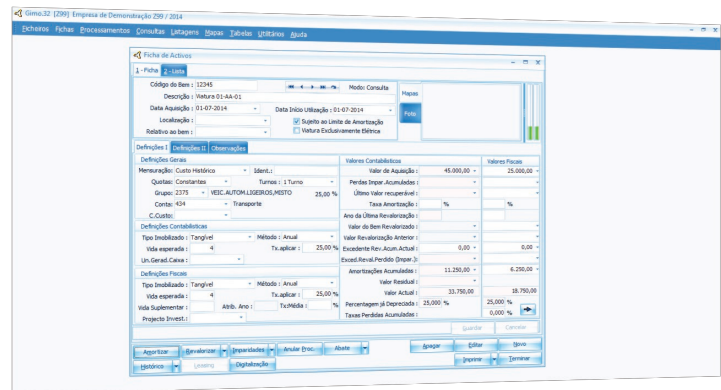 Gimo.32 [Z99] Empresa de Demonstração Z99 / 2014
Ficheiros Fichas Processamentos Consultas Listagens Mapas Tabelas Utilitários Ajuda
Ficha de Activos
1 - Ficha 2 - Lista
Código do Bem : 12345 Modo: Consulta
Mapas
Descrição : Viatura 01-AA-01
Data Aquisição : 01-07-2014 Data Início Utilização : 01-07-2014
Foto
Localização : Sujeito ao Limite de Amortização
Relativo ao bem : Viatura Exclusivamente Elétrica
Definições I Definições II Observações
Definições Gerais Valores Contabilísticos Valores Fiscais
Mensuração: Custo Histórico Ident.: Valor de Aquisição : 45.000,00 25.000,00
Quotas: Constantes Turnos : 1 Turno Perdas Impar.Acumuladas :
Grupo: 2375 VEIC.AUTOM.LIGEIROS,MISTO 25,00 % Último Valor recuperável :
Conta: 434 Transporte Taxa Amortização : % %
C.Custo: Ano da Última Revalorização :
Definições Contabilísticas Valor do Bem Revalorizado :
Tipo Imobilizado : Tangível Método : Anual Valor Revalorização Anterior :
Vida esperada : 4 Tx.aplicar : 25,00 % Excedente Rev.Acum.Actual : 0,00 0,00
Un.Gerad.Caixa : Exced.Reval.Perdido (Impar.):
Definições Fiscais Amortizações Acumuladas : 11.250,00 6.250,00
Tipo Imobilizado : Tangível Método : Anual Valor Residual :
Vida esperada : 4 Tx.aplicar : 25,00 % Valor Actual : 33.750,00 18.750,00
Vida Suplementar : Atrib. Ano : Tx:Média : % Percentagem já Depreciada : 25,000 % 25,000 %
Projecto Invest.: Taxas Perdidas Acumuladas : 0,000 %
Guardar Cancelar
Amortizar Revalorizar Imparidades Anular Proc. Abate Apagar Editar Novo
Histórico Leasing Digitalização Imprimir Terminar